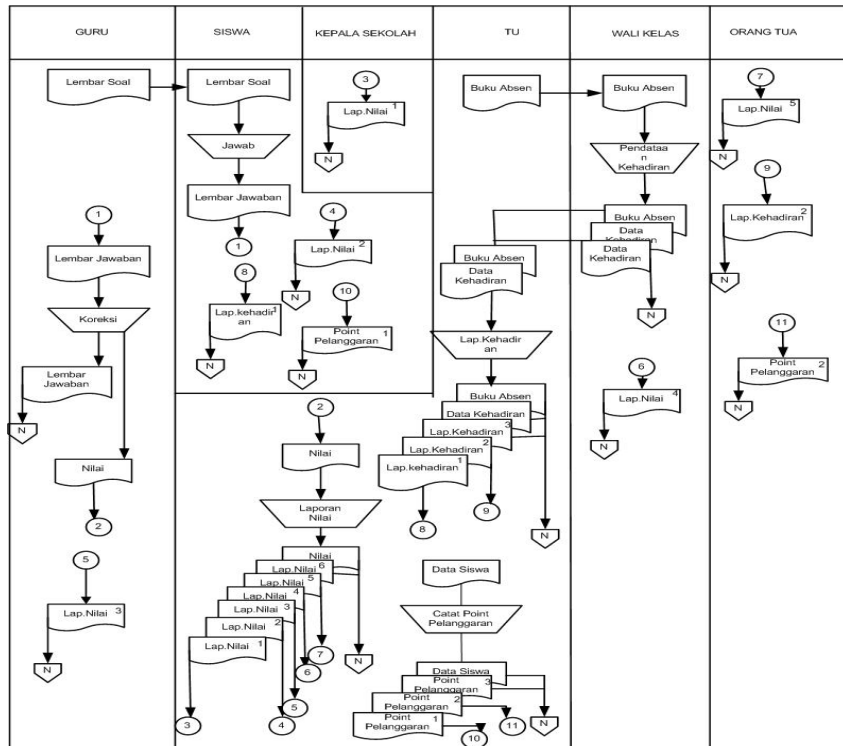 GURU
SISWA
KEPALA SEKOLAH
TU
WALI KELAS
ORANG TUA
Lembar Soal
Lembar Soal
Jawab
Lembar Jawaban
1
8
Lap.kehadir
an
1
N
3
Lap.Nilai
1
N
4
Lap.Nilai
2
N
10
Point
Pelanggaran
1
N
1
Lembar Jawaban
Koreksi
Lembar
Jawaban
N
Nilai
2
5
Lap.Nilai
3
N
2
Nilai
Laporan
Nilai
Nilai
Lap.Nilai
6
Lap.Nilai
5
Lap.Nilai
4
Lap.Nilai
3
Lap.Nilai
2
Lap.Nilai
1
N
7
6
5
3
4
Buku Absen
Buku Absen
Pendataa
n
Kehadiran
Buku Absen
Data
Kehadiran
Data
Kehadiran
N
Buku Absen
Data
Kehadiran
Lap.Kehadir
an
Buku Absen
Data Kehadiran
Lap.Kehadiran
3
Lap.Kehadiran
2
Lap.kehadiran
1
8
9
N
Data Siswa
Catat Point
Pelanggaran
Data Siswa
Point
Pelanggaran
3
Point
Pelanggaran
2
Point
Pelanggaran
1
10
11
N
6
Lap.Nilai
4
N
7
Lap.Nilai
5
N
9
Lap.Kehadiran
2
N
11
Point
Pelanggaran
2
N